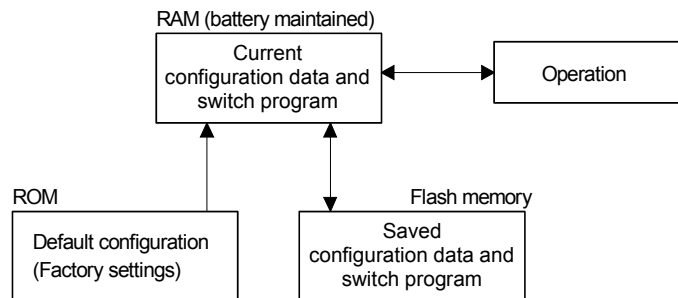 RAM (battery maintained)
Current
configuration data and
switch program
Operation
ROM
Default configuration
(Factory settings)
Flash memory
Saved
configuration data and
switch program